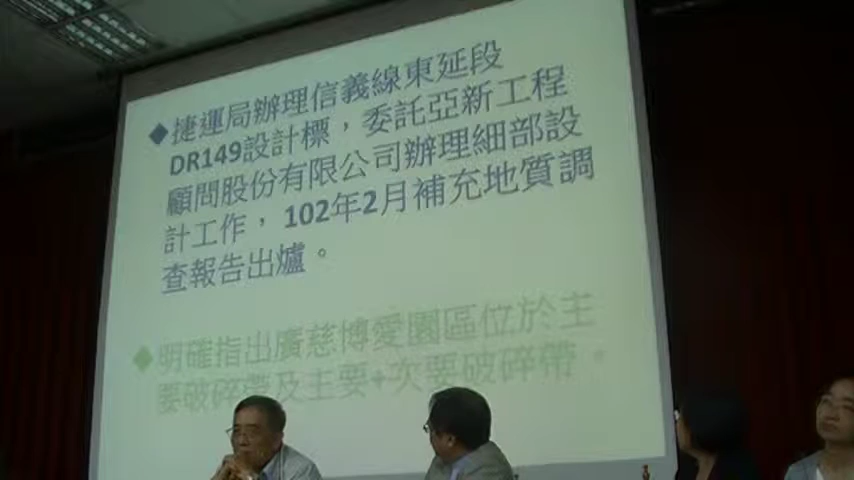 ◆捷運局辦理信義線東延段
DR149設計標，委託亞新工程
顧問股份有限公司辦理細部設
計工作，102年2月補充地質調
查報告出爐。
◆明確指出廣慈博愛園區位於主
要破碎帶及主要+次要破碎帶。